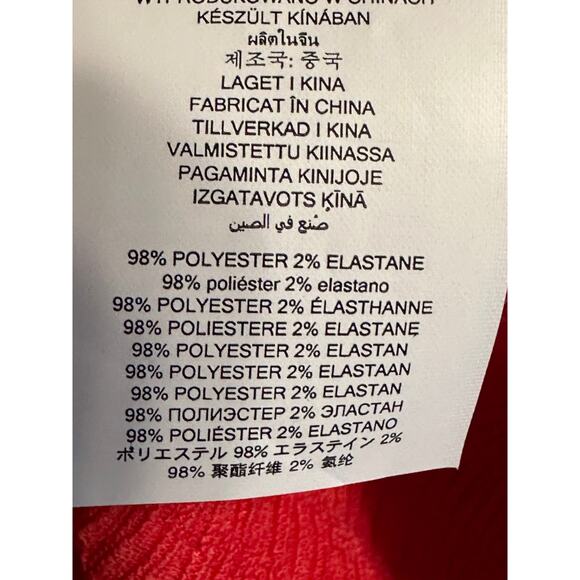 WYPRODUKOWANO W CHINACH
KÉSZÜLT KÍNÁBAN
ผลิตในจีน
제조국: 중국
LAGET I KINA
FABRICAT ÎN CHINA
TILLVERKAD I KINA
VALMISTETTU KIINASSA
PAGAMINTA KINIJOJE
IZGATAVOTS ĶĪNĀ
صُنع في الصين
98% POLYESTER 2% ELASTANE
98% poliéster 2% elastano
98% POLYESTER 2% ÉLASTHANNE
98% POLIESTERE 2% ELASTANE
98% POLYESTER 2% ELASTAN
98% POLYESTER 2% ELASTAAN
98% POLYESTER 2% ELASTAN
98% ПОЛИЭСТЕР 2% ЭЛАСТАН
98% POLIÉSTER 2% ELASTANO
ポリエステル 98% エラステイン 2%
98% 聚酯纤维 2% 氨纶